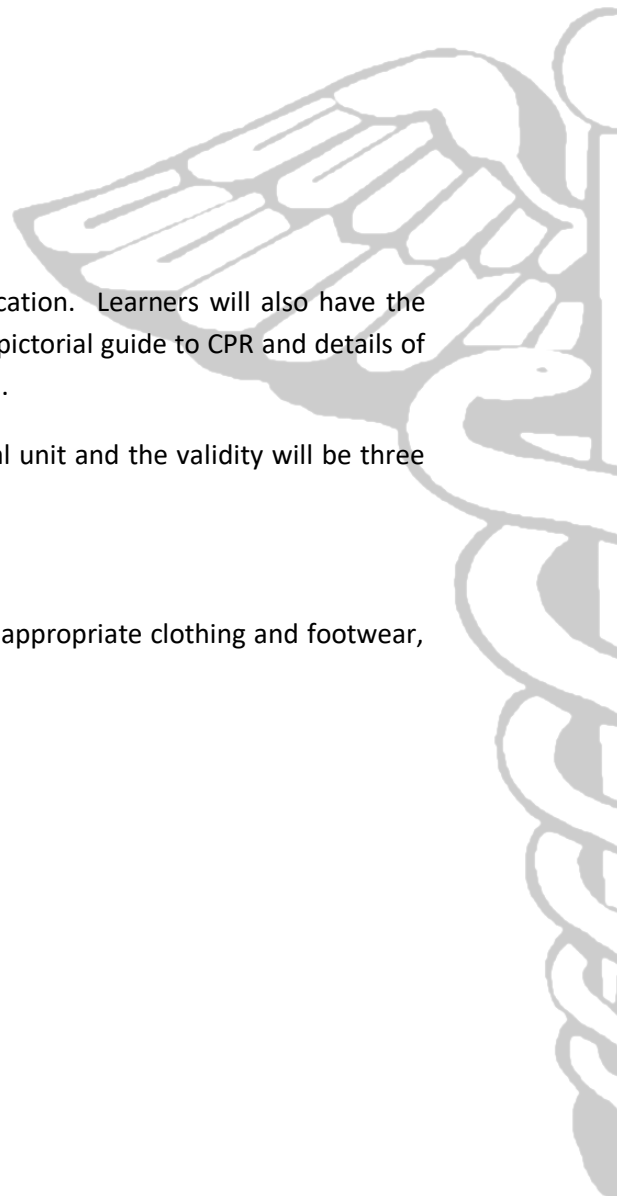 cation. Learners will also have the
pictorial guide to CPR and details of
.
al unit and the validity will be three
appropriate clothing and footwear,